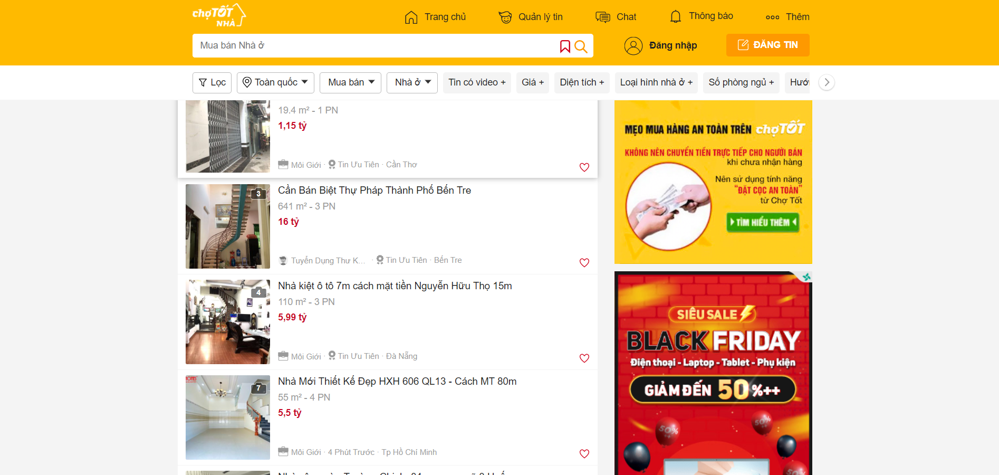 chợTỐT
NHÀ
Trang chủ
Quản lý tin
Chat
Thông báo
Thêm
Mua bán Nhà ở
Đăng nhập
ĐĂNG TIN
Lọc
Toàn quốc
Mua bán
Nhà ở
Tin có video +
Giá +
Diện tích +
Loại hình nhà ở +
Số phòng ngủ +
19.4 m² - 1 PN
1,15 tỷ
Môi Giới · Tin Ưu Tiên · Cần Thơ
3
Cần Bán Biệt Thự Pháp Thành Phố Bến Tre
641 m² - 3 PN
16 tỷ
Tuyển Dụng Thư K... · Tin Ưu Tiên · Bến Tre
4
Nhà kiệt ô tô 7m cách mặt tiền Nguyễn Hữu Thọ 15m
110 m² - 3 PN
5,99 tỷ
Môi Giới · Tin Ưu Tiên · Đà Nẵng
7
Nhà Mới Thiết Kế Đẹp HXH 606 QL13 - Cách MT 80m
55 m² - 4 PN
5,5 tỷ
Môi Giới · 4 Phút Trước · Tp Hồ Chí Minh
MẸO MUA HÀNG AN TOÀN TRÊN chợTỐT
KHÔNG NÊN CHUYỂN TIỀN TRỰC TIẾP CHO NGƯỜI BÁN
khi chưa nhận hàng
Nên sử dụng tính năng
“ĐẶT CỌC AN TOÀN”
từ Chợ Tốt
TÌM HIỂU THÊM
SIÊU SALE
BLACK FRIDAY
Điện thoại - Laptop - Tablet - Phụ kiện
GIẢM ĐẾN 50%++
50%
50%
50%